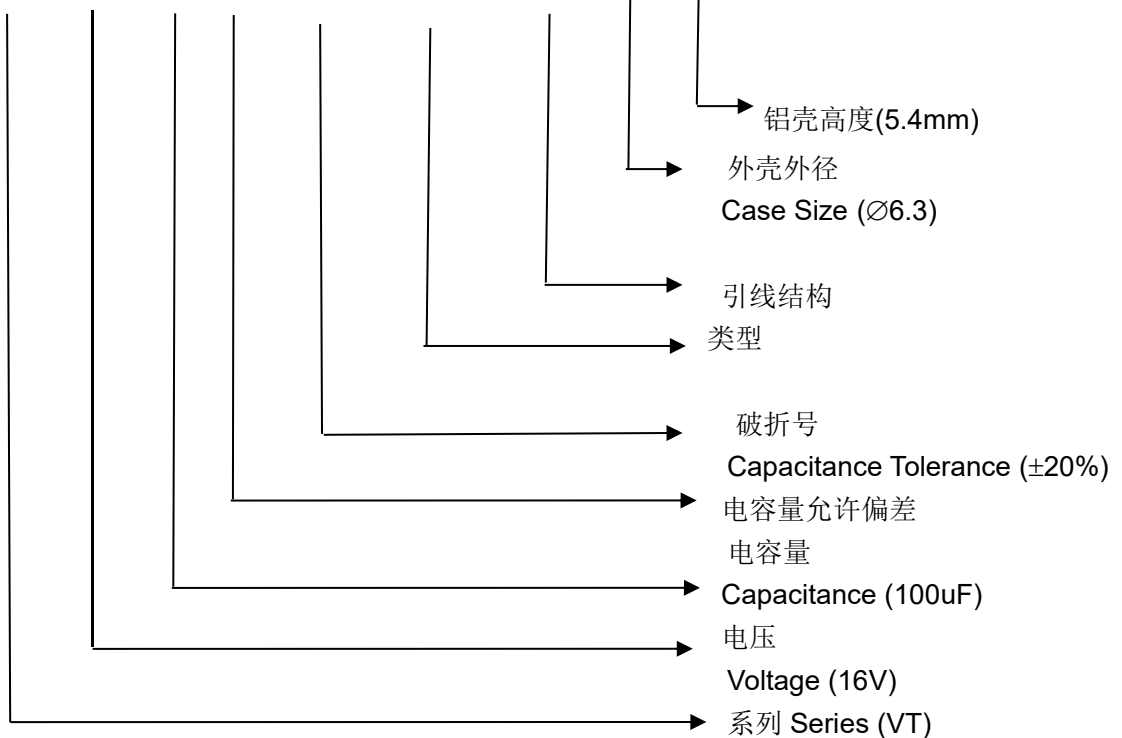 铝壳高度(5.4mm)
外壳外径
Case Size (∅6.3)
引线结构
类型
破折号
Capacitance Tolerance (±20%)
电容量允许偏差
电容量
Capacitance (100uF)
电压
Voltage (16V)
系列 Series (VT)